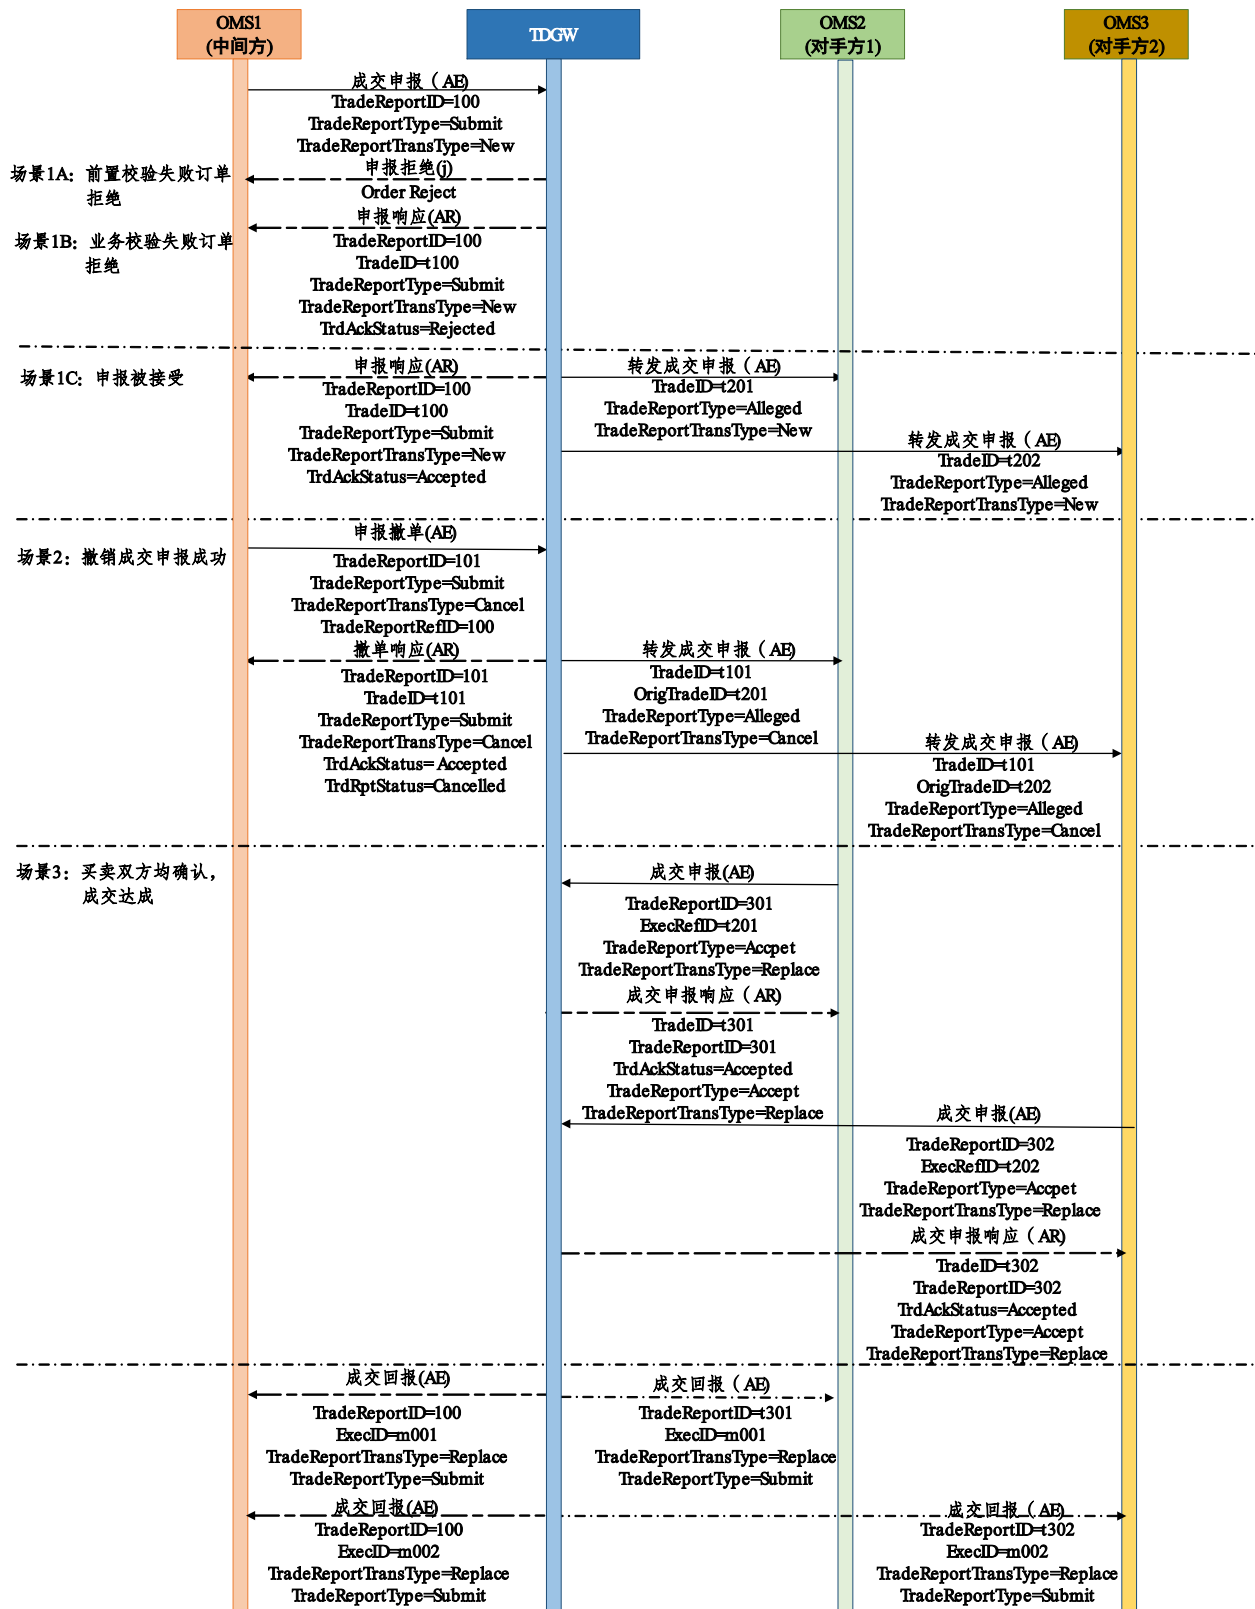 OMS1
(中间方)
TDGW
OMS2
(对手方1)
OMS3
(对手方2)
成交申报（AE）
TradeReportID=100
TradeReportType=Submit
TradeReportTransType=New
场景1A：前置校验失败订单
拒绝
申报拒绝(j)
Order Reject
场景1B：业务校验失败订单
拒绝
申报响应(AR)
TradeReportID=100
TradeID=t100
TradeReportType=Submit
TradeReportTransType=New
TrdAckStatus=Rejected
场景1C：申报被接受
申报响应(AR)
TradeReportID=100
TradeID=t100
TradeReportType=Submit
TradeReportTransType=New
TrdAckStatus=Accepted
转发成交申报（AE）
TradeID=t201
TradeReportType=Alleged
TradeReportTransType=New
转发成交申报（AE）
TradeID=t202
TradeReportType=Alleged
TradeReportTransType=New
场景2：撤销成交申报成功
申报撤单(AE)
TradeReportID=101
TradeReportType=Submit
TradeReportTransType=Cancel
TradeReportRefID=100
撤单响应(AR)
TradeReportID=101
TradeID=t101
TradeReportType=Submit
TradeReportTransType=Cancel
TrdAckStatus= Accepted
TrdRptStatus=Cancelled
转发成交申报（AE）
TradeID=t101
OrigTradeID=t201
TradeReportType=Alleged
TradeReportTransType=Cancel
转发成交申报（AE）
TradeID=t101
OrigTradeID=t202
TradeReportType=Alleged
TradeReportTransType=Cancel
场景3：买卖双方均确认，
成交达成
成交申报(AE)
TradeReportID=301
ExecRefID=t201
TradeReportType=Accpet
TradeReportTransType=Replace
成交申报响应（AR）
TradeID=t301
TradeReportID=301
TrdAckStatus=Accepted
TradeReportType=Accept
TradeReportTransType=Replace
成交申报(AE)
TradeReportID=302
ExecRefID=t202
TradeReportType=Accpet
TradeReportTransType=Replace
成交申报响应（AR）
TradeID=t302
TradeReportID=302
TrdAckStatus=Accepted
TradeReportType=Accept
TradeReportTransType=Replace
成交回报(AE)
TradeReportID=100
ExecID=m001
TradeReportTransType=Replace
TradeReportType=Submit
成交回报（AE）
TradeReportID=t301
ExecID=m001
TradeReportTransType=Replace
TradeReportType=Submit
成交回报(AE)
TradeReportID=100
ExecID=m002
TradeReportTransType=Replace
TradeReportType=Submit
成交回报（AE）
TradeReportID=t302
ExecID=m002
TradeReportTransType=Replace
TradeReportType=Submit